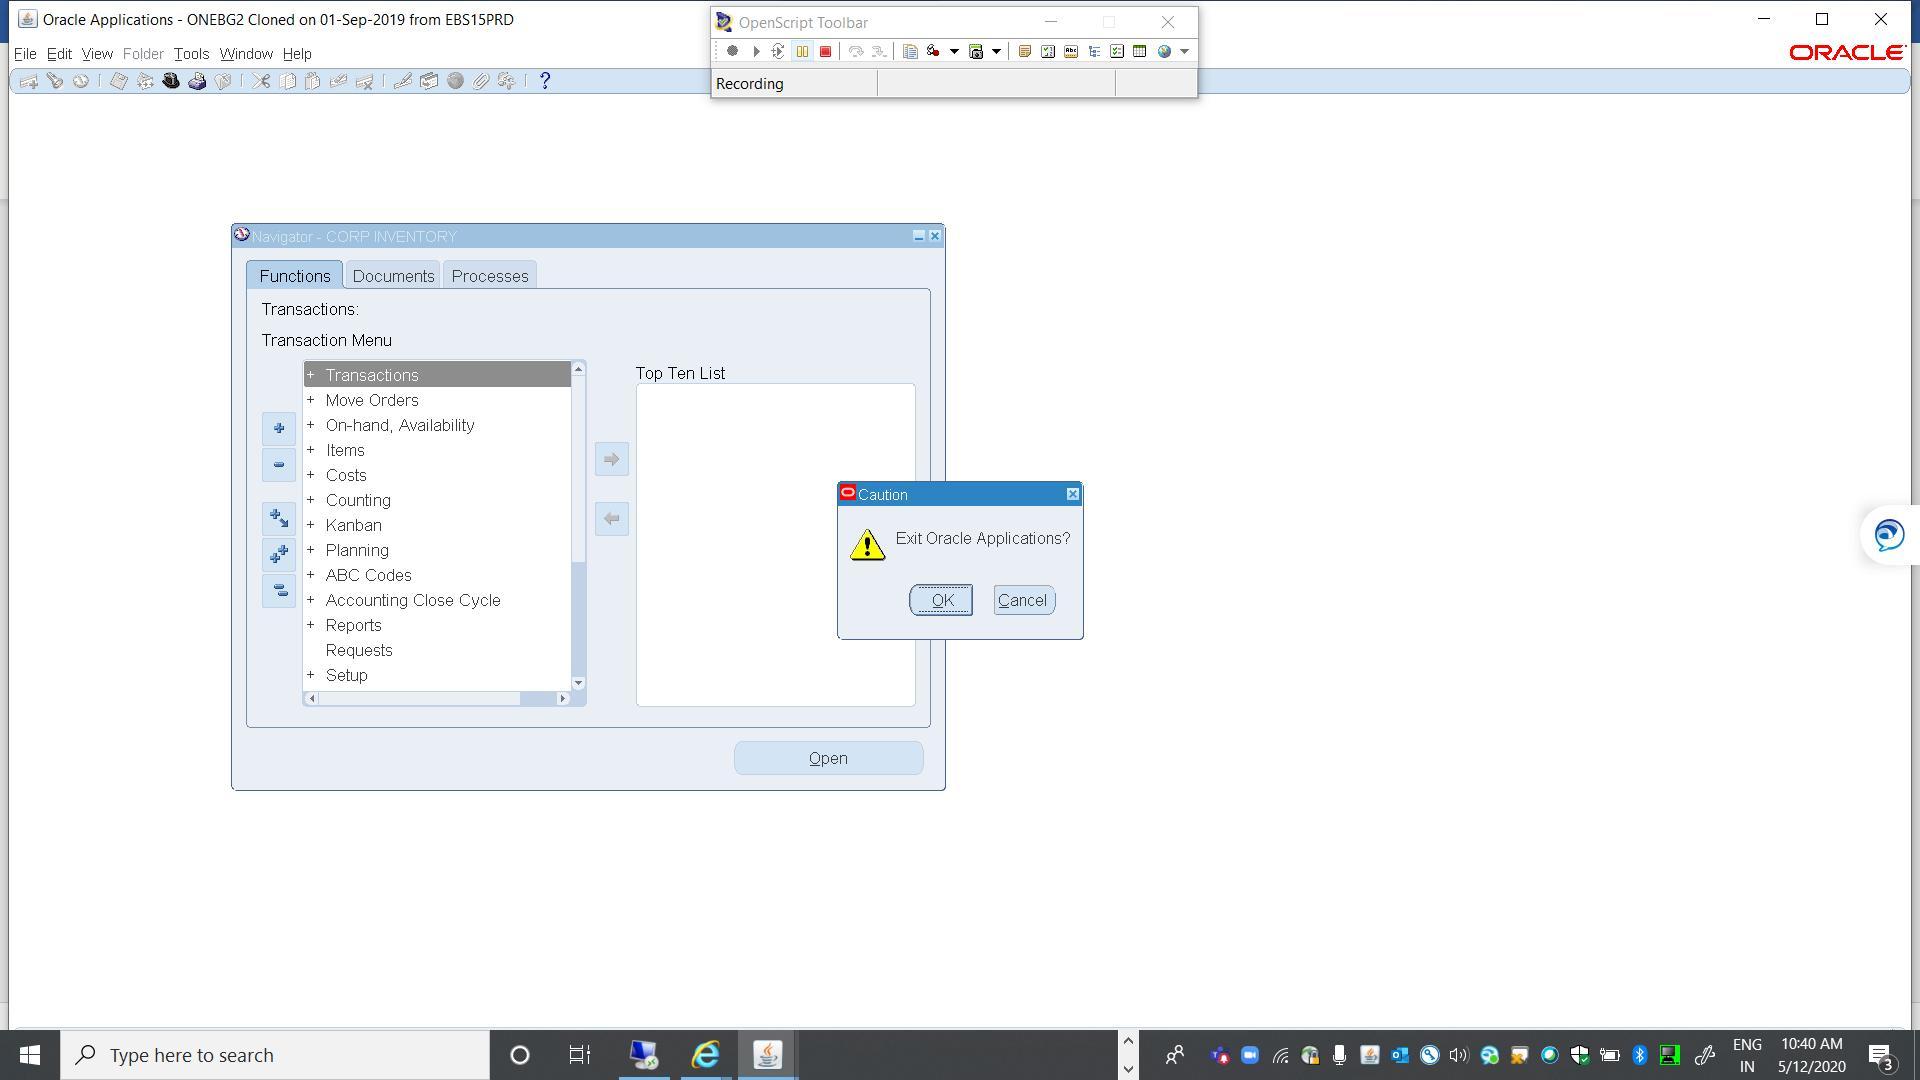 Oracle Applications - ONEBG2 Cloned on 01-Sep-2019 from EBS15PRD
File Edit View Folder Tools Window Help
ORACLE
OpenScript Toolbar
Recording
Navigator - CORP INVENTORY
Functions Documents Processes
Transactions:
Transaction Menu
Top Ten List
+ Transactions
+ Move Orders
+ On-hand, Availability
+ Items
+ Costs
+ Counting
+ Kanban
+ Planning
+ ABC Codes
+ Accounting Close Cycle
+ Reports
Requests
+ Setup
Open
Caution
Exit Oracle Applications?
OK Cancel
Type here to search
ENG
IN
10:40 AM
5/12/2020
3